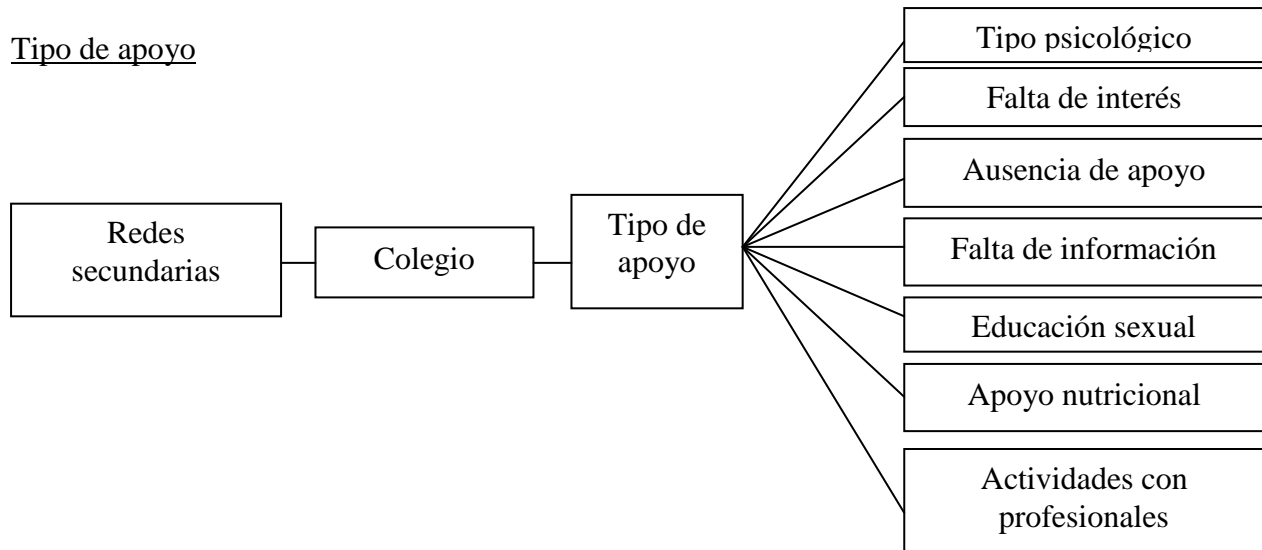 Tipo de apoyo
Redes
secundarias
Colegio
Tipo de
apoyo
Tipo psicológico
Falta de interés
Ausencia de apoyo
Falta de información
Educación sexual
Apoyo nutricional
Actividades con
profesionales